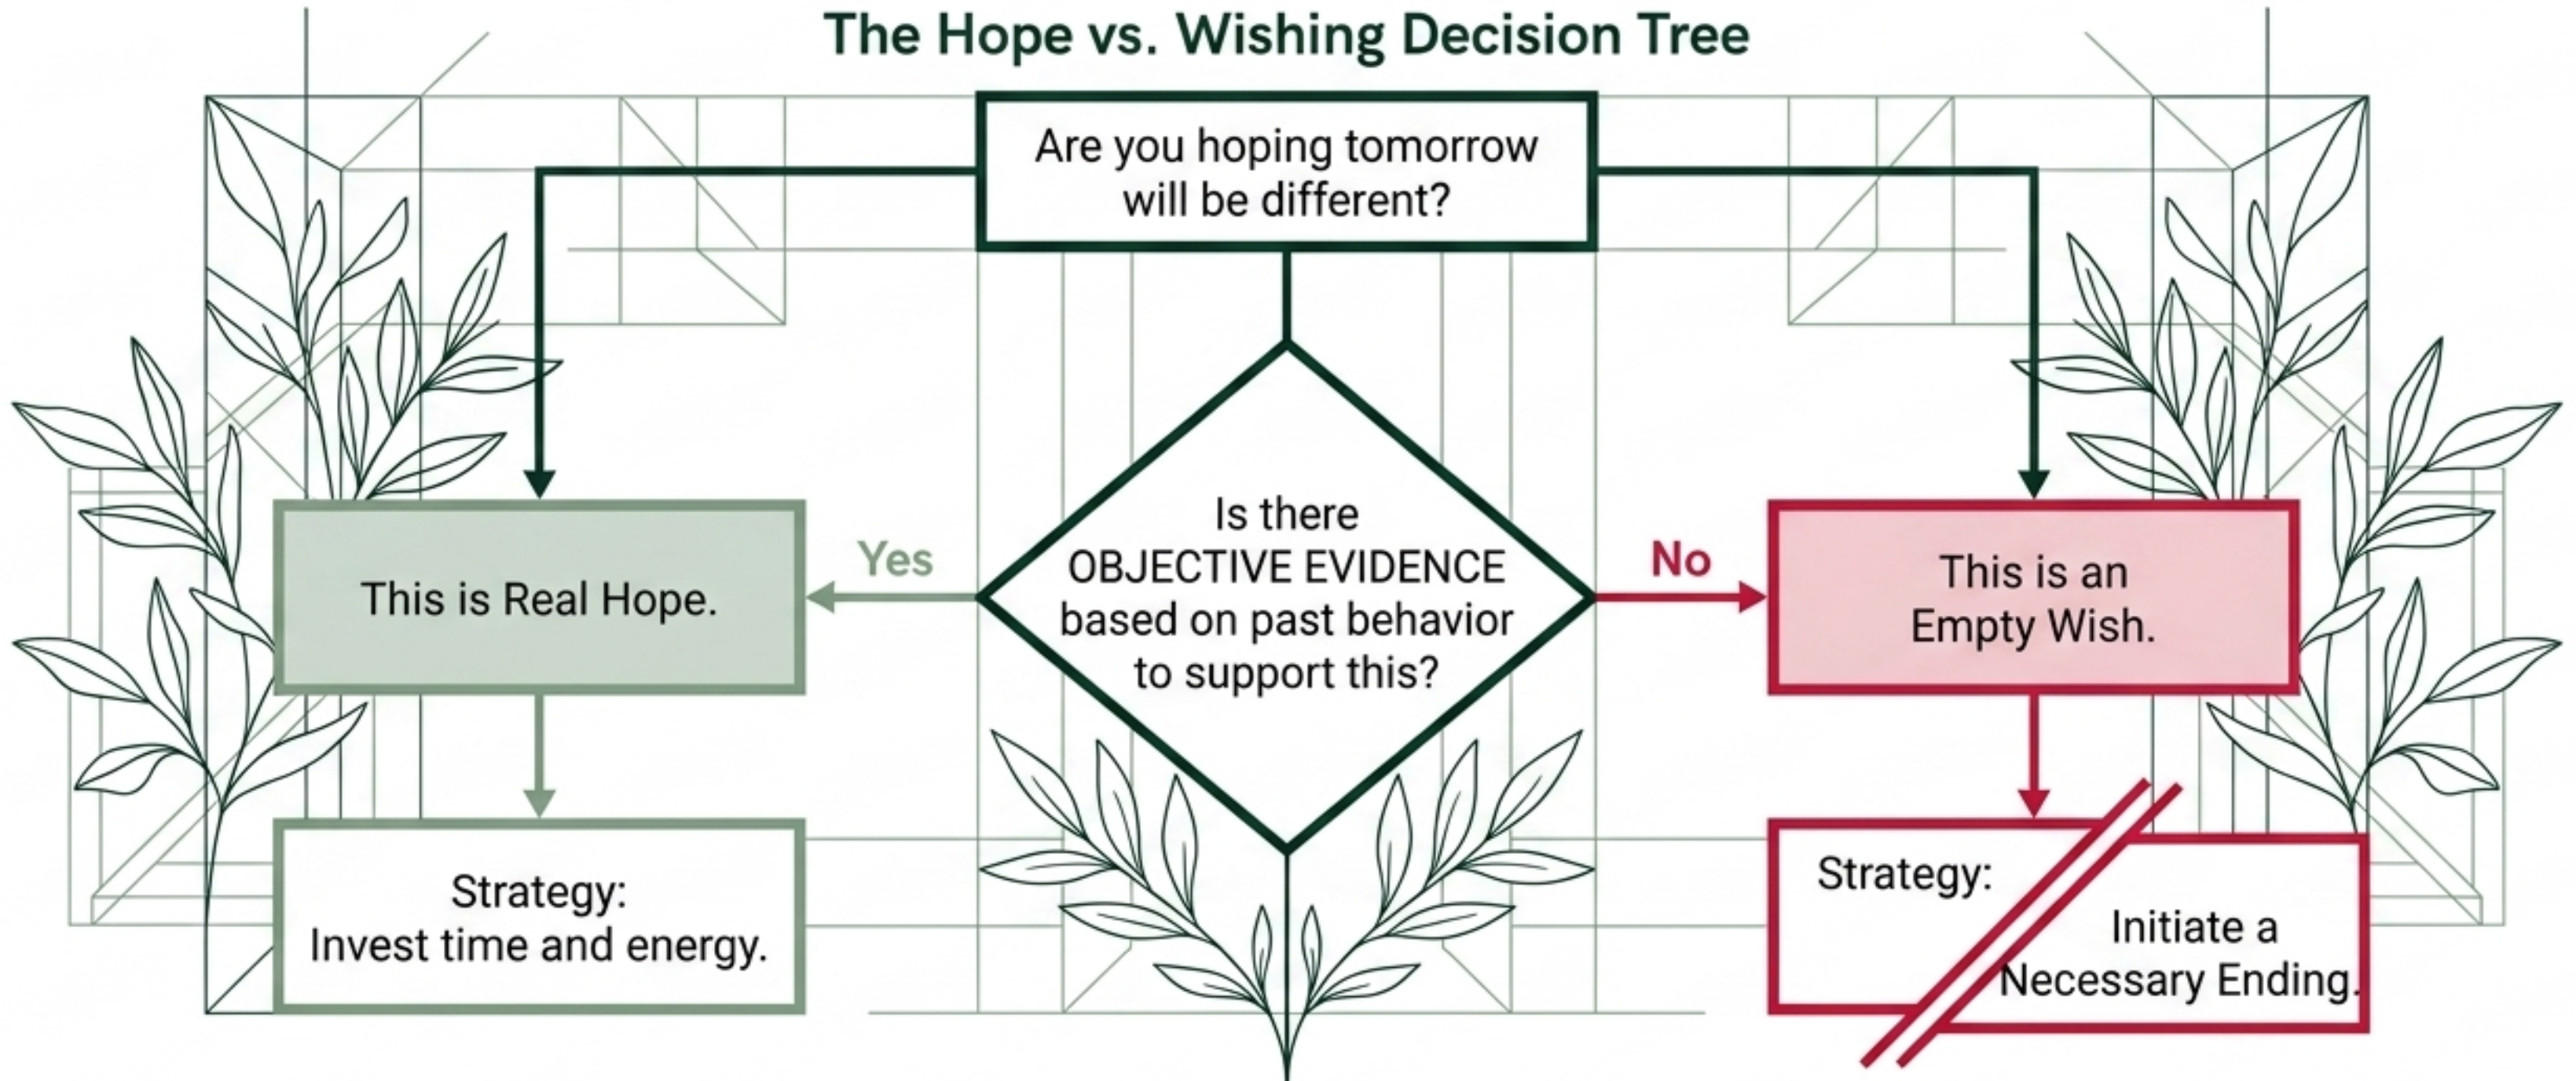 The Hope vs. Wishing Decision Tree
Are you hoping tomorrow
will be different?
Is there
OBJECTIVE EVIDENCE
based on past behavior
to support this?
Yes
No
This is Real Hope.
This is an
Empty Wish.
Strategy:
Invest time and energy.
Strategy:
Initiate a
Necessary Ending.